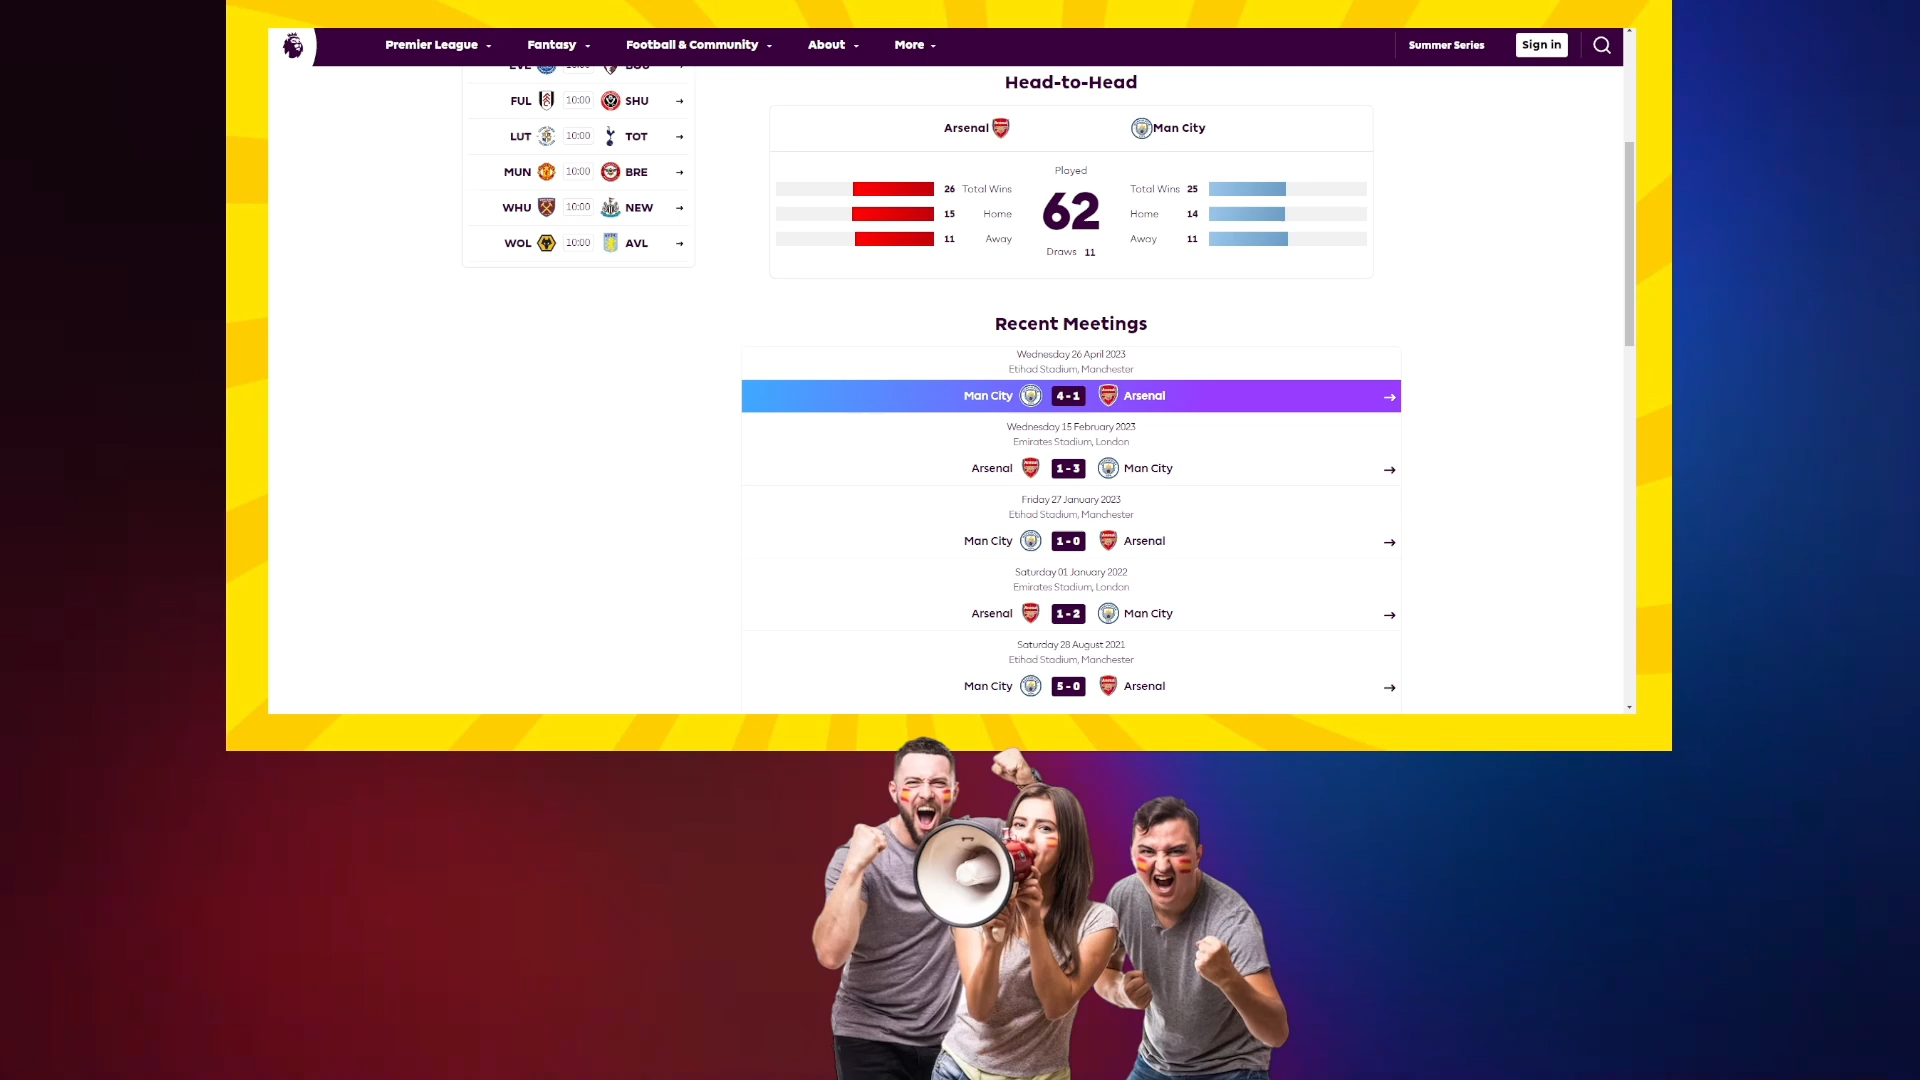 Premier League Fantasy Football & Community About More Summer Series Sign in
FUL 10:00 SHU
LUT 10:00 TOT
MUN 10:00 BRE
WHU 10:00 NEW
WOL 10:00 AVL
Head-to-Head
Arsenal Man City
Played
26 Total Wins
15 Home
11 Away
62
Draws 11
Total Wins 25
Home 14
Away 11
Recent Meetings
Wednesday 26 April 2023
Etihad Stadium, Manchester
Man City 4 - 1 Arsenal
Wednesday 15 February 2023
Emirates Stadium, London
Arsenal 1 - 3 Man City
Friday 27 January 2023
Etihad Stadium, Manchester
Man City 1 - 0 Arsenal
Saturday 01 January 2022
Emirates Stadium, London
Arsenal 1 - 2 Man City
Saturday 28 August 2021
Etihad Stadium, Manchester
Man City 5 - 0 Arsenal